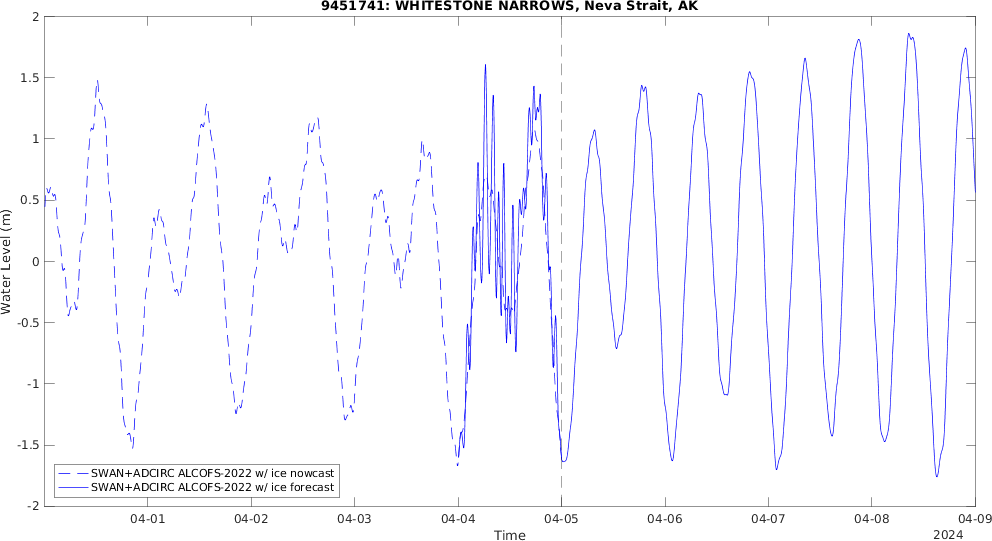 9451741: WHITESTONE NARROWS, Neva Strait, AK
2
1.5
1
0.5
0
-0.5
-1
-1.5
-2
Water Level (m)
SWAN+ADCIRC ALCOFS-2022 w/ ice nowcast
SWAN+ADCIRC ALCOFS-2022 w/ ice forecast
04-01 04-02 04-03 04-04 04-05 04-06 04-07 04-08 04-09
Time
2024